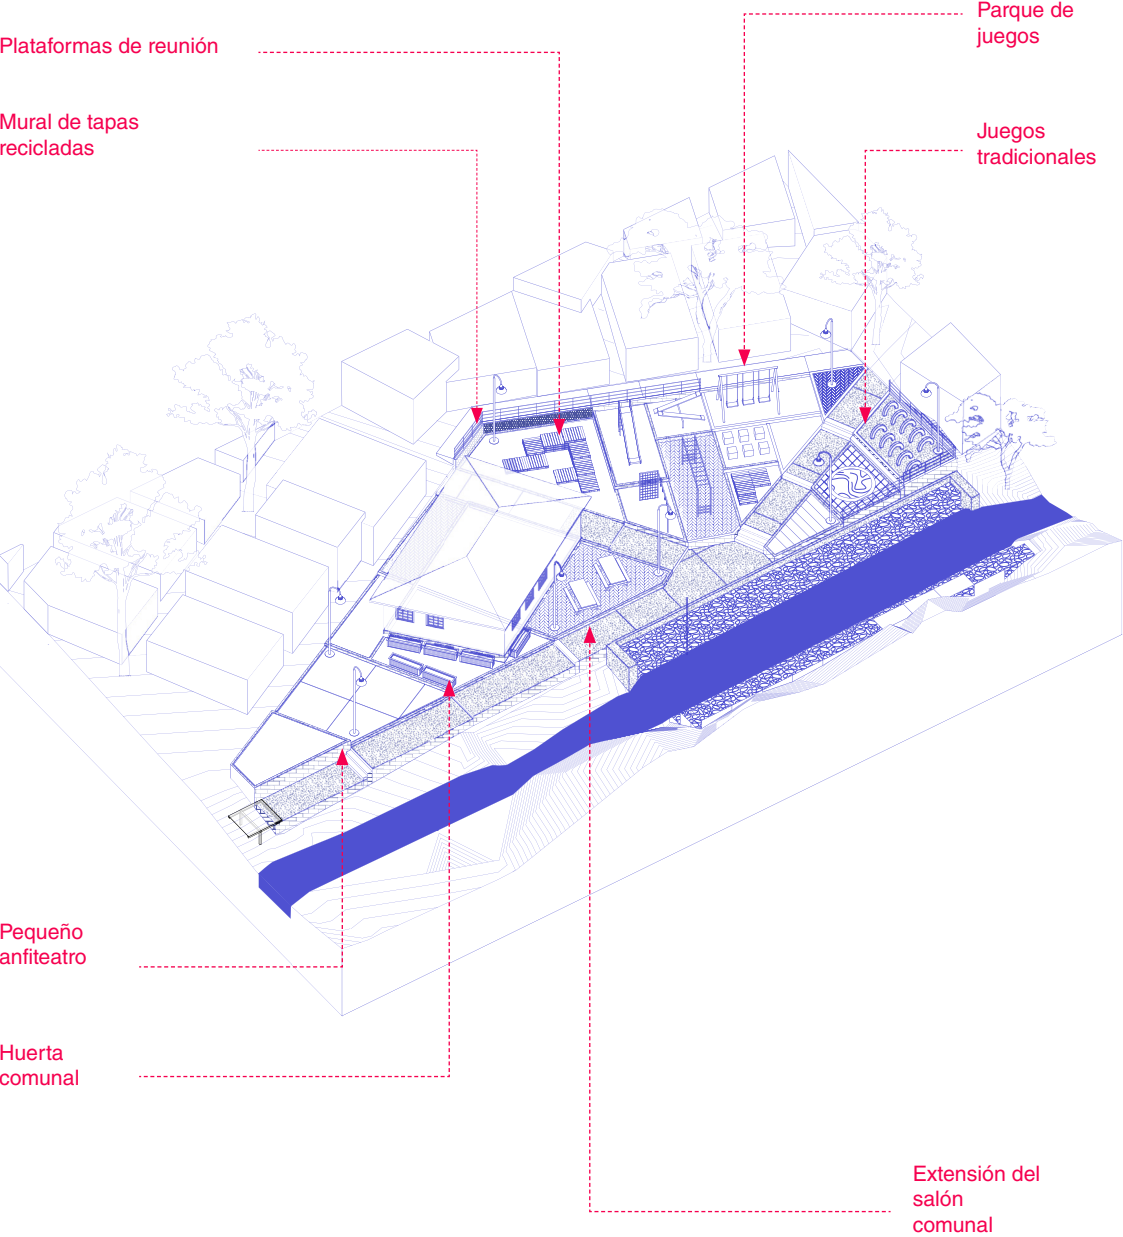 Parque de
juegos
Plataformas de reunión
Mural de tapas
recicladas
Juegos
tradicionales
Pequeño
anfiteatro
Huerta
comunal
Extensión del
salón
comunal